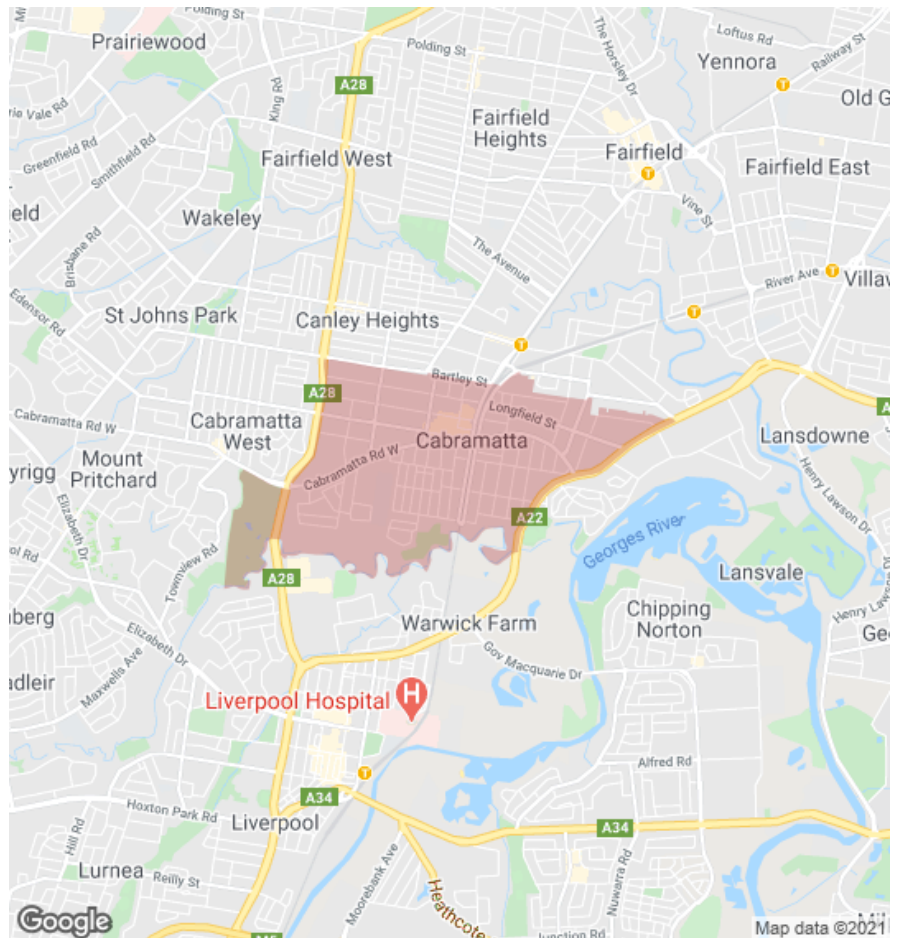 Polding St
Prairiewood
Polding St
The Horsley Dr
Loftus Rd
Yennora
Railway St
A28
King Rd
Old G
Fairfield
Heights
Greenfield Rd
Smithfield Rd
Fairfield West
Fairfield
Fairfield East
Wakeley
Vine St
Brisbane Rd
The Avenue
River Ave
Edensor Rd
St Johns Park
Canley Heights
Bartley St
A28
Longfield St
Cabramatta Rd W
Cabramatta
West
Cabramatta
Lansdowne
Cabramatta Rd W
Mount
Pritchard
Elizabeth Dr
Henry Lawson Dr
A22
Georges River
Townview Rd
A28
Lansvale
Chipping
Norton
Warwick Farm
Elizabeth Dr
Maxwells Ave
Gov Macquarie Dr
Liverpool Hospital
H
Alfred Rd
A34
Hoxton Park Rd
Liverpool
A34
Hill Rd
Lurnea
Reilly St
Moorebank Ave
Nuwarra Rd
Google
Map data ©2021